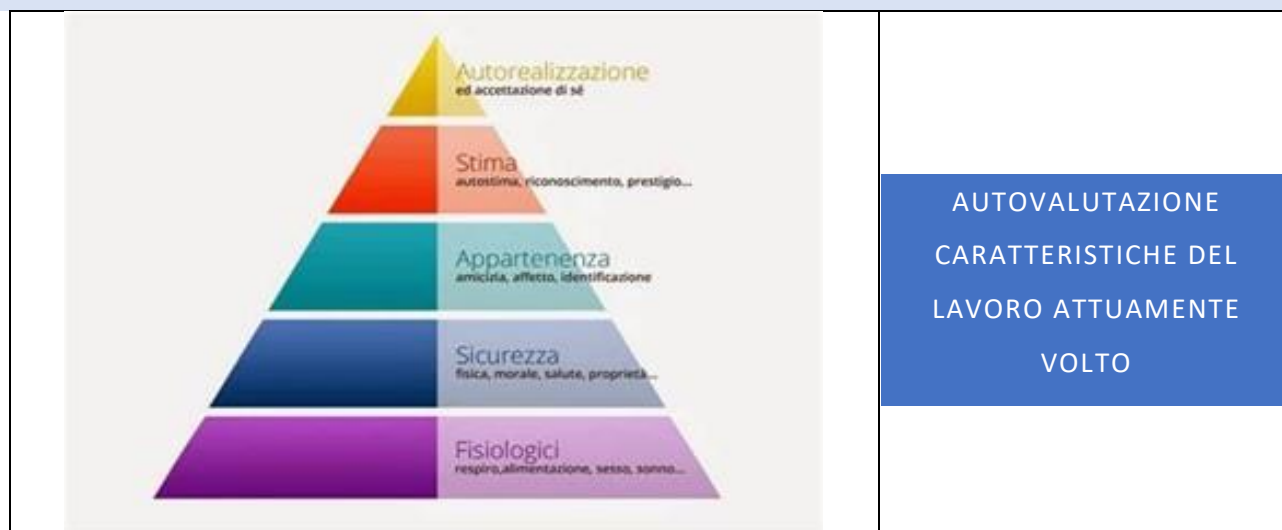 Autorealizzazione
ed accettazione di sé
Stima
autostima, riconoscimento, prestigio...
Appartenenza
amicizia, affetto, identificazione
Sicurezza
fisica, morale, salute, proprietà...
Fisiologici
respiro,alimentazione, sesso, sonno...
AUTOVALUTAZIONE
CARATTERISTICHE DEL
LAVORO ATTUAMENTE
VOLTO